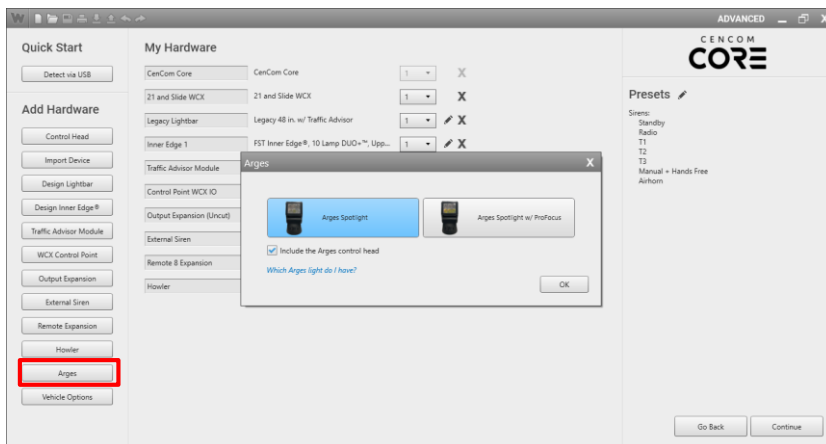 W
ADVANCED
Quick Start
Detect via USB
Add Hardware
Control Head
Import Device
Design Lightbar
Design Inner Edge®
Traffic Advisor Module
WCX Control Point
Output Expansion
External Siren
Remote Expansion
Howler
Arges
Vehicle Options
My Hardware
CenCom Core CenCom Core 1 X
21 and Slide WCX 21 and Slide WCX 1 X
Legacy Lightbar Legacy 48 in. w/ Traffic Advisor 1 X
Inner Edge 1 FST Inner Edge®, 10 Lamp DUO+™, Upp... 1 X
Traffic Advisor Module
Control Point WCX IO
Output Expansion (Uncut)
External Siren
Remote 8 Expansion
Howler
Arges X
Arges Spotlight
Arges Spotlight w/ ProFocus
Include the Arges control head
Which Arges light do I have?
OK
CENCOM
CORE
Presets
Sirens:
Standby
Radio
T1
T2
T3
Manual + Hands Free
Airhorn
Go Back
Continue